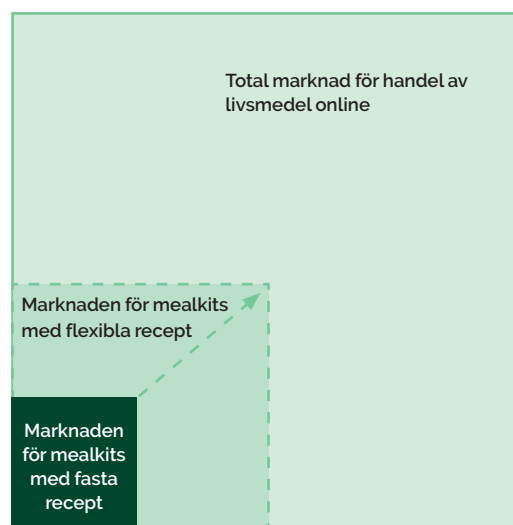 Total marknad för handel av
livsmedel online
Marknaden för mealkits
med flexibla recept
Marknaden
för mealkits
med fasta
recept